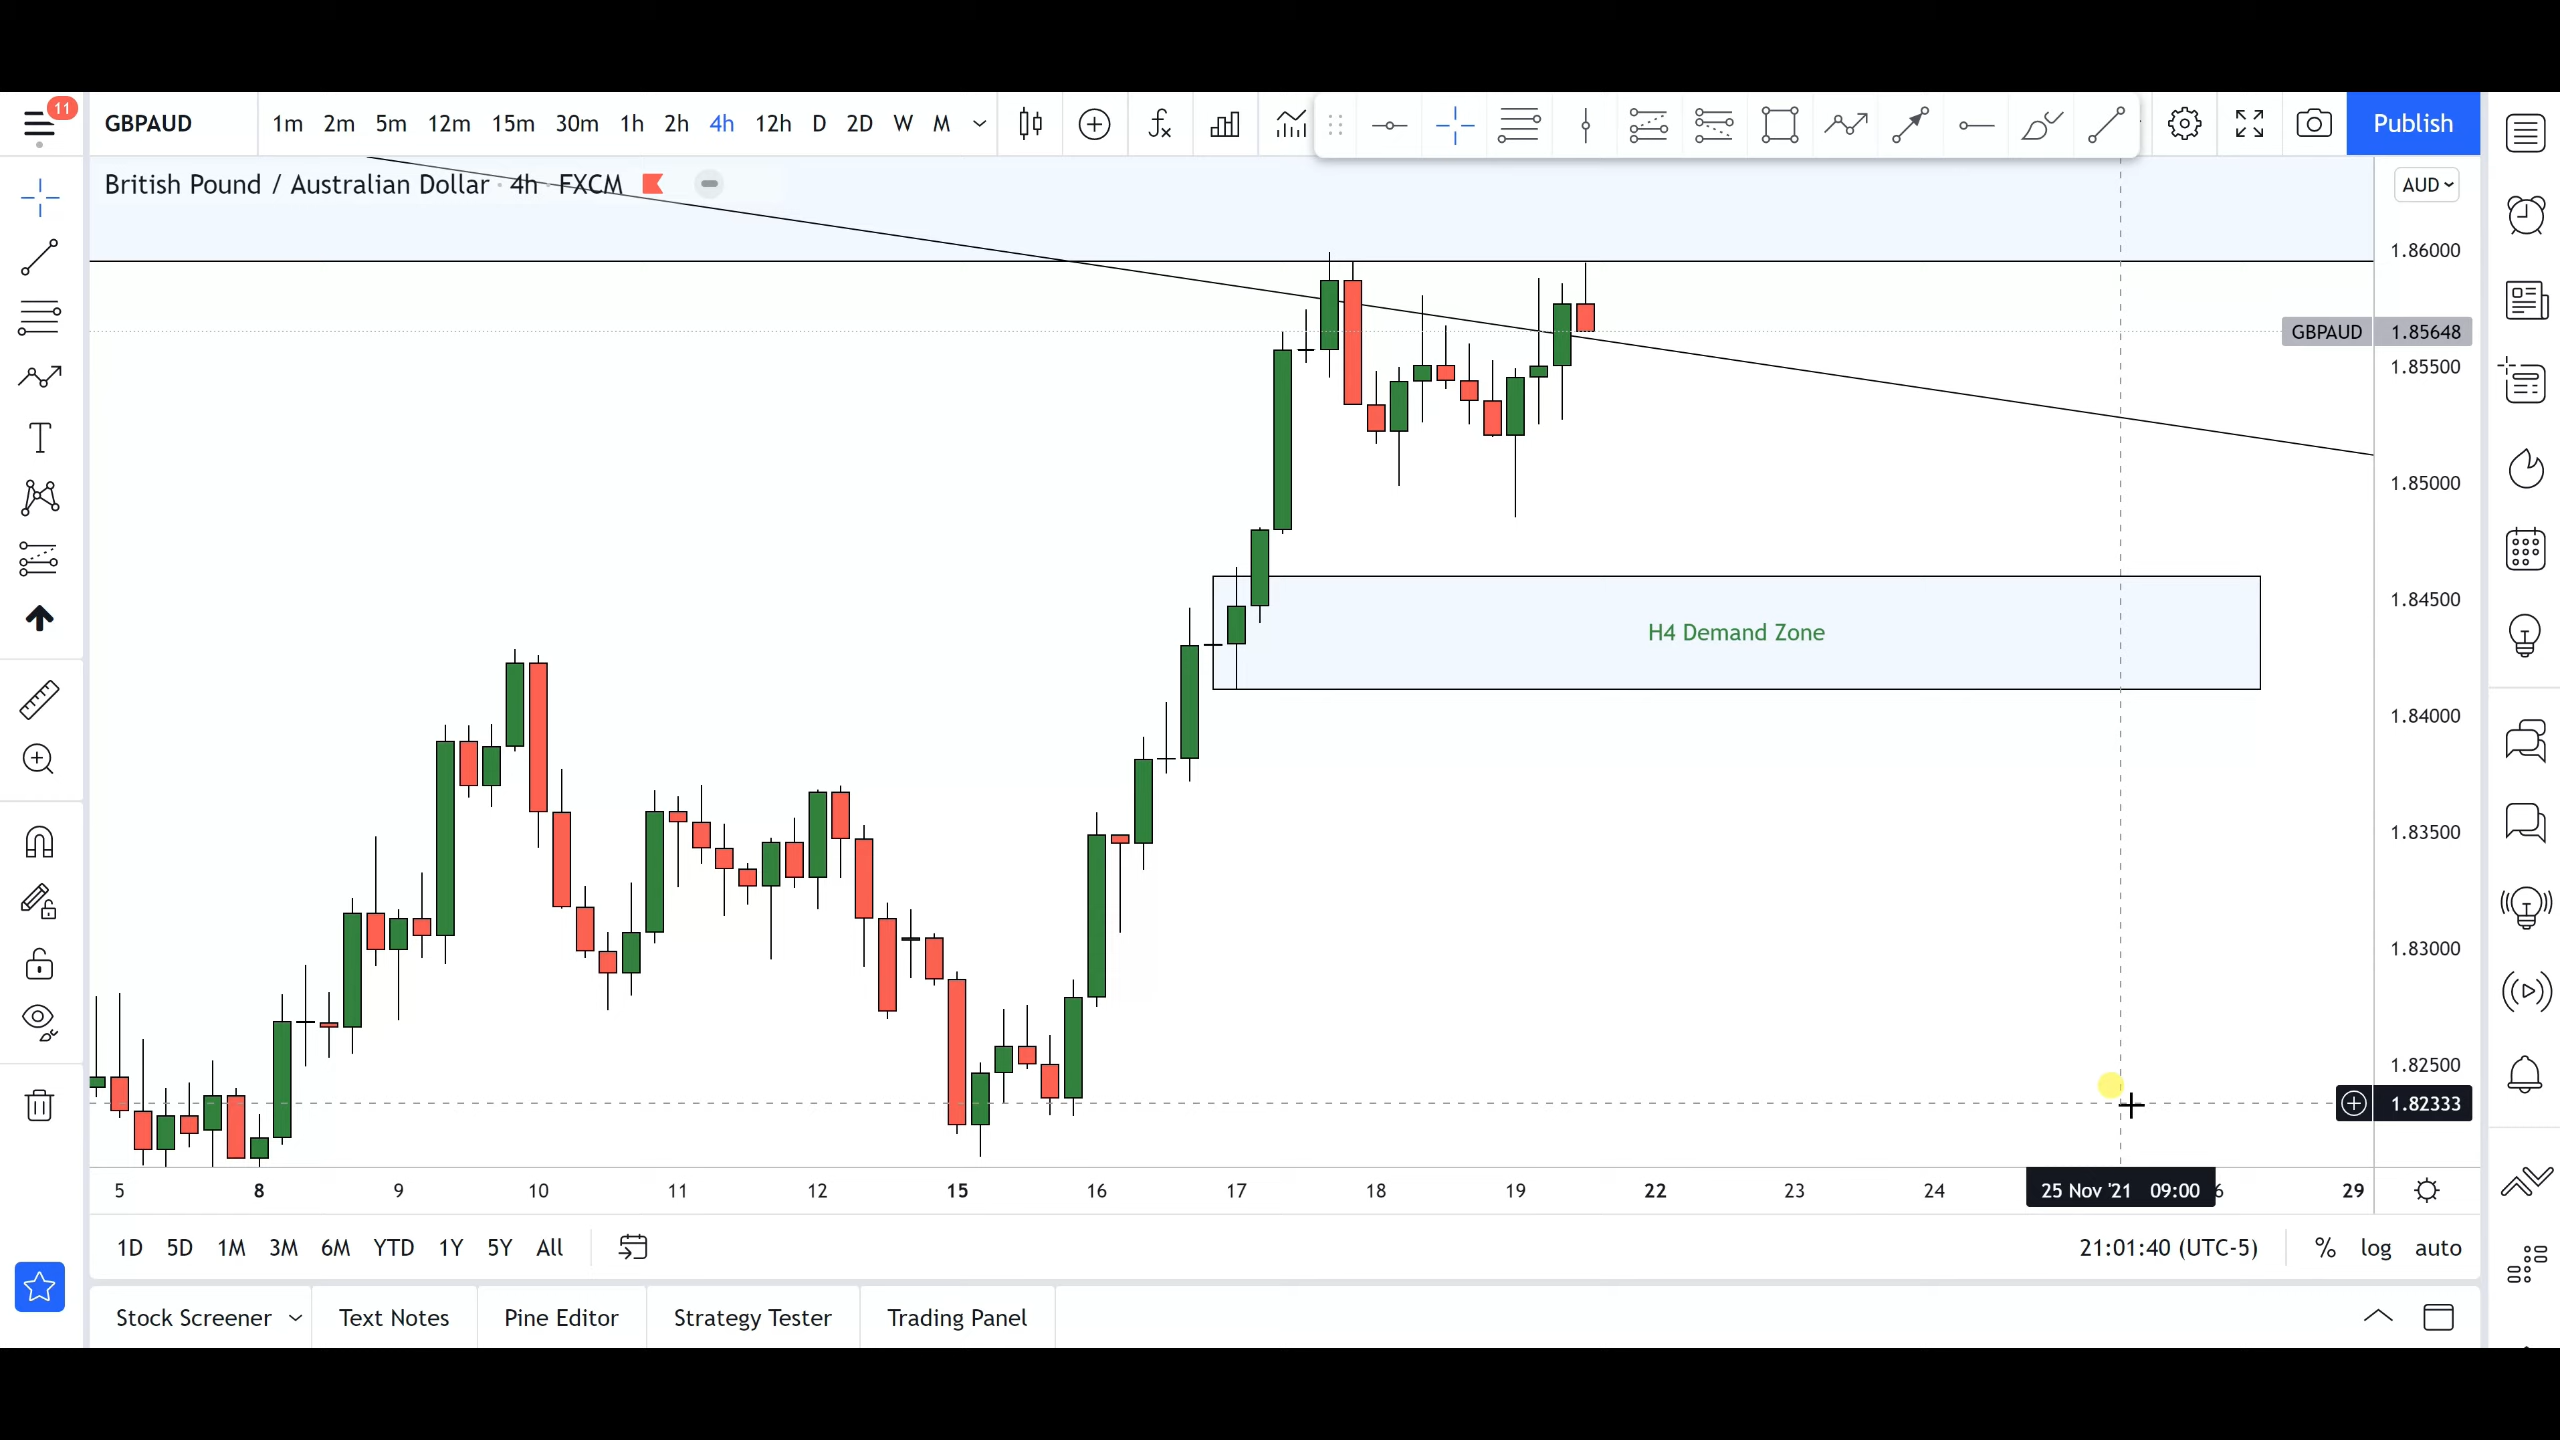 11
GBPAUD 1m 2m 5m 12m 15m 30m 1h 2h 4h 12h D 2D W M Publish
British Pound / Australian Dollar · 4h · FXCM
AUD
1.86000
GBPAUD 1.85648
1.85500
1.85000
1.84500
H4 Demand Zone
1.84000
1.83500
1.83000
1.82500
1.82333
5 8 9 10 11 12 15 16 17 18 19 22 23 24 25 Nov '21 09:00 6 29
1D 5D 1M 3M 6M YTD 1Y 5Y All 21:01:40 (UTC-5) % log auto
Stock Screener Text Notes Pine Editor Strategy Tester Trading Panel